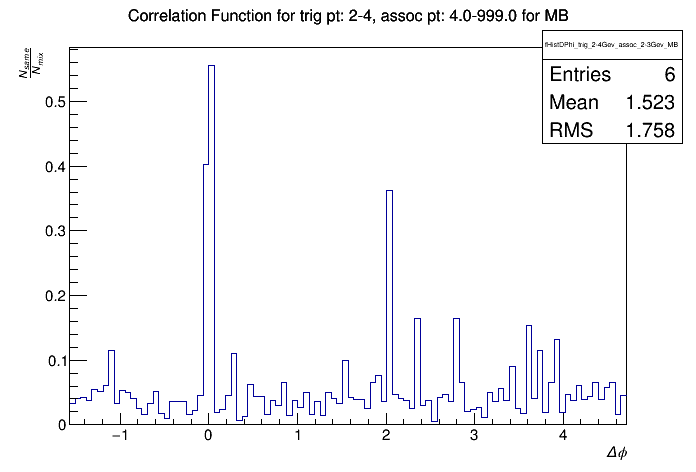 Correlation Function for trig pt: 2-4, assoc pt: 4.0-999.0 for MB
fHistDPhi_trig_2-4Gev_assoc_2-3Gev_MB
Entries 6
Mean 1.523
RMS 1.758
N_same
N_mix
0.5
0.4
0.3
0.2
0.1
0
−1 0 1 2 3 4
Δϕ